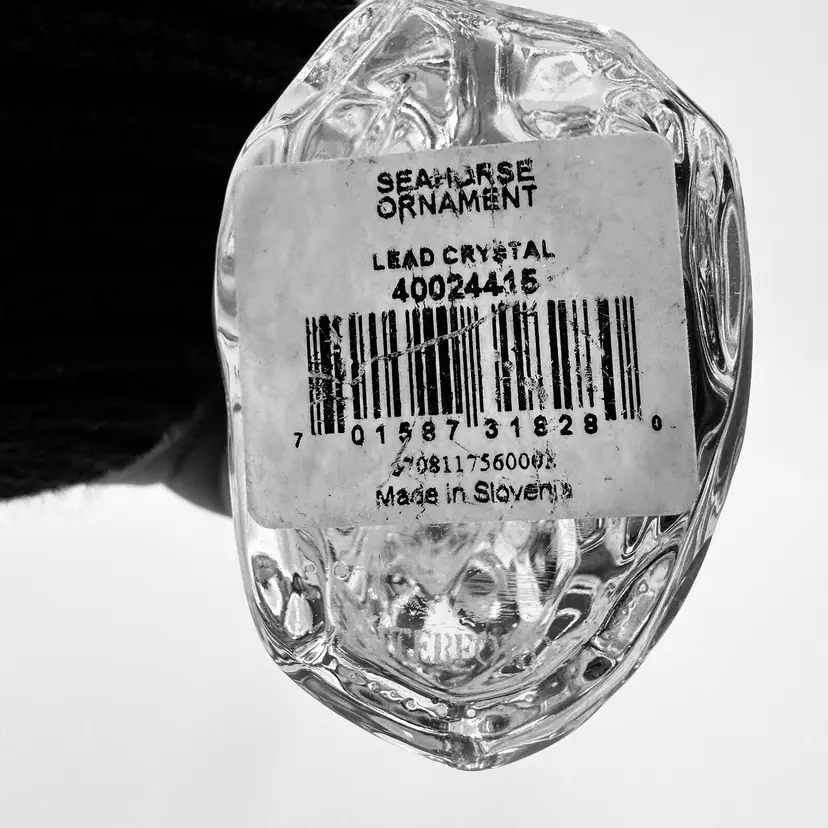 SEAHORSE
ORNAMENT
LEAD CRYSTAL
40024415
7 01587 31828 0
Made in Slovenia